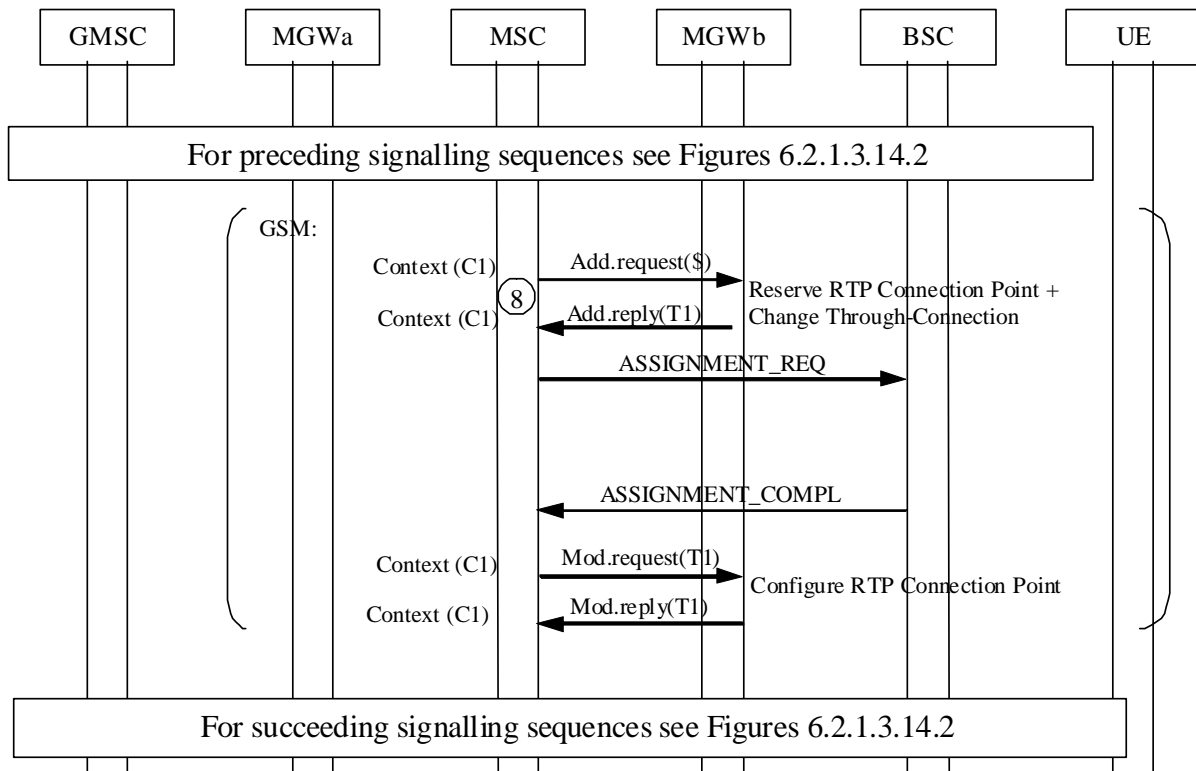 GMSC
MGWa
MSC
MGWb
BSC
UE
For preceding signalling sequences see Figures 6.2.1.3.14.2
GSM:
Context (C1)
Add.request($)
8
Reserve RTP Connection Point +
Change Through-Connection
Context (C1)
Add.reply(T1)
ASSIGNMENT_REQ
ASSIGNMENT_COMPL
Context (C1)
Mod.request(T1)
Configure RTP Connection Point
Context (C1)
Mod.reply(T1)
For succeeding signalling sequences see Figures 6.2.1.3.14.2